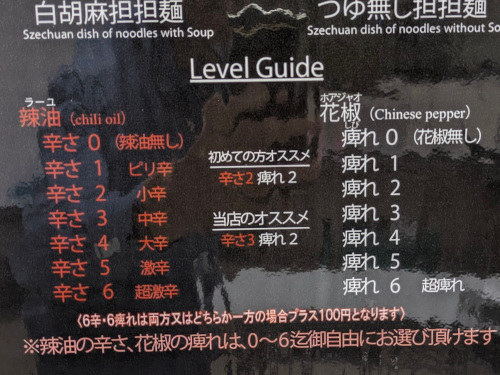 白胡麻担担麺 ～ つゆ無し担担麺
Szechuan dish of noodles with Soup Szechuan dish of noodles without So
Level Guide
ラーユ
辣油 (chili oil)
辛さ 0 (辣油無し)
辛さ 1 ピリ辛
辛さ 2 小辛
辛さ 3 中辛
辛さ 4 大辛
辛さ 5 激辛
辛さ 6 超激辛
初めての方オススメ
辛さ2 痺れ2
当店のオススメ
辛さ3 痺れ2
ホアジャオ
花椒 (Chinese pepper)
しび
痺れ 0 (花椒無し)
痺れ 1
痺れ 2
痺れ 3
痺れ 4
痺れ 5
痺れ 6 超痺れ
〈6辛・6痺れは両方又はどちらか一方の場合プラス100円となります〉
※辣油の辛さ、花椒の痺れは、0～6迄御自由にお選び頂けます